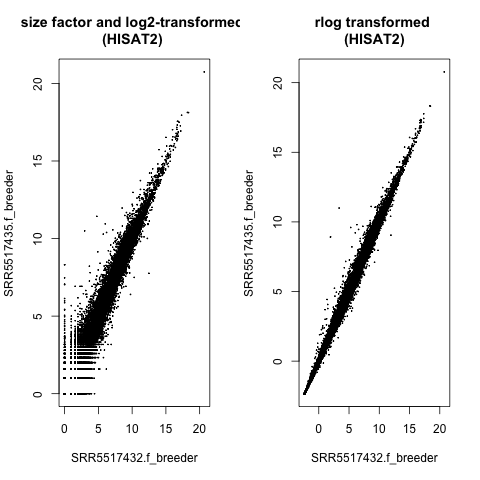 size factor and log2-transformed
(HISAT2)
SRR5517435.f_breeder
20
15
10
5
0
0 5 10 15 20
SRR5517432.f_breeder
rlog transformed
(HISAT2)
SRR5517435.f_breeder
20
15
10
5
0
0 5 10 15 20
SRR5517432.f_breeder